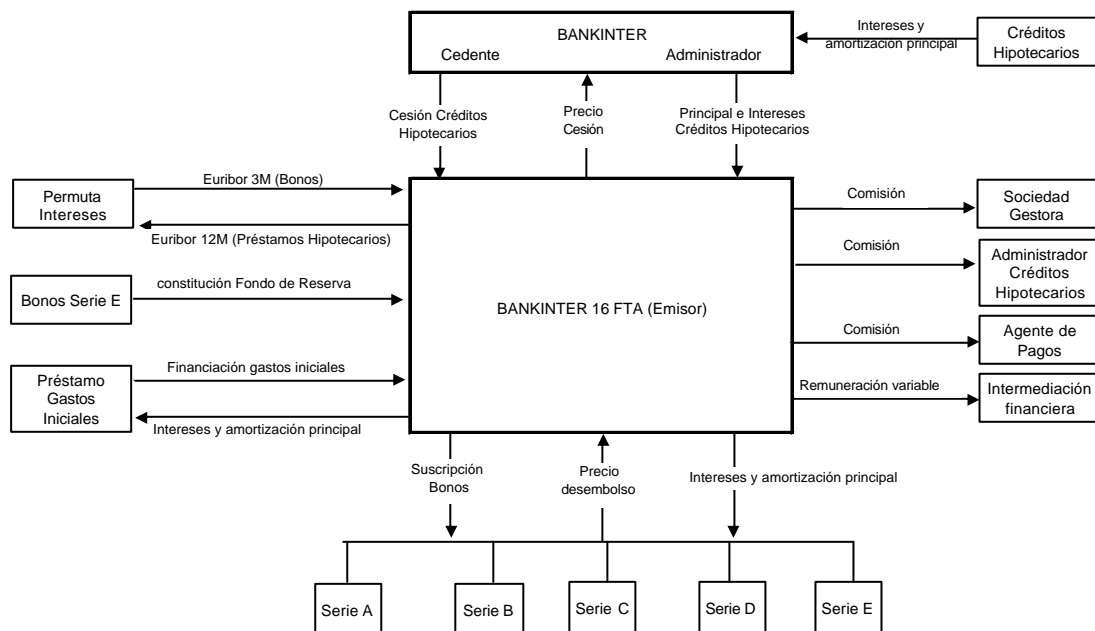 BANKINTER
Cedente
Administrador
Intereses y
amortización principal
Créditos
Hipotecarios
Cesión Créditos
Hipotecarios
Precio
Cesión
Principal e Intereses
Créditos Hipotecarios
Permuta
Intereses
Euribor 3M (Bonos)
Euribor 12M (Préstamos Hipotecarios)
Bonos Serie E
constitución Fondo de Reserva
Préstamo
Gastos
Iniciales
Financiación gastos iniciales
Intereses y amortización principal
BANKINTER 16 FTA (Emisor)
Comisión
Sociedad
Gestora
Comisión
Administrador
Créditos
Hipotecarios
Comisión
Agente de
Pagos
Remuneración variable
Intermediación
financiera
Suscripción
Bonos
Precio
desembolso
Intereses y amortización principal
Serie A
Serie B
Serie C
Serie D
Serie E